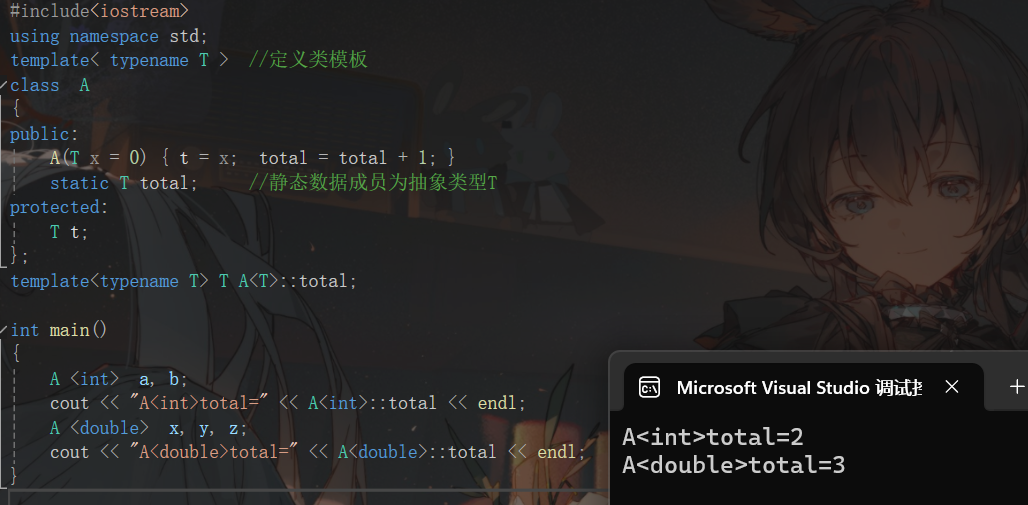 #include<iostream>
using namespace std;
template< typename T >  //定义类模板
class  A
{
public:
    A(T x = 0) { t = x;  total = total + 1; }
    static T total;     //静态数据成员为抽象类型T
protected:
    T t;
};
template<typename T> T A<T>::total;
int main()
{
    A <int>  a, b;
    cout << "A<int>total=" << A<int>::total << endl;
    A <double>  x, y, z;
    cout << "A<double>total=" << A<double>::total << endl;
}
Microsoft Visual Studio 调试
A<int>total=2
A<double>total=3